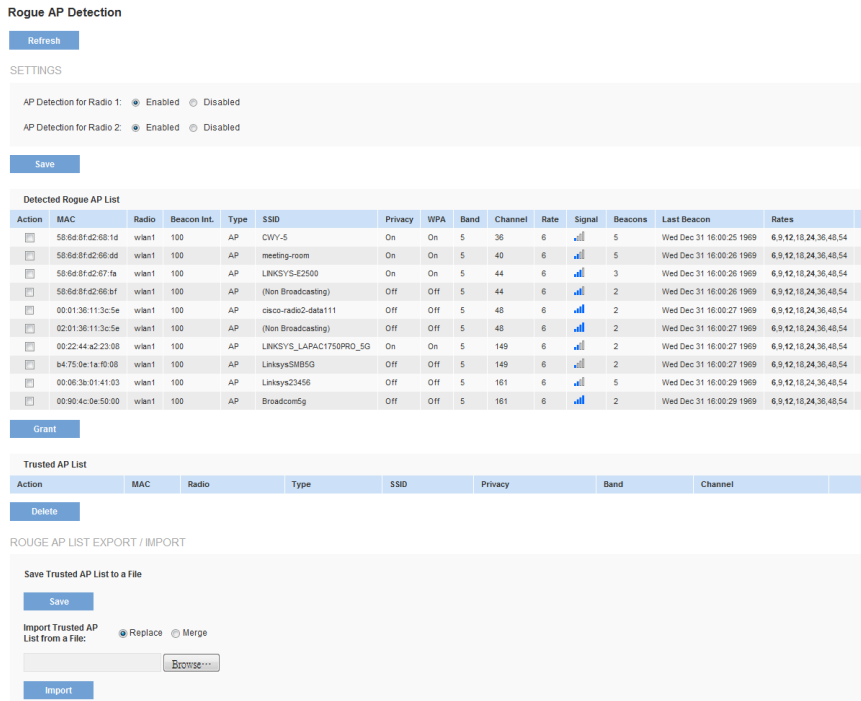 Rogue AP Detection
Refresh
SETTINGS
AP Detection for Radio 1: Enabled Disabled
AP Detection for Radio 2: Enabled Disabled
Save
Detected Rogue AP List
Action MAC Radio Beacon Int. Type SSID Privacy WPA Band Channel Rate Signal Beacons Last Beacon Rates
58:6d:8f:d2:68:1d wlan1 100 AP CWY-5 On On 5 36 6 5 Wed Dec 31 16:00:25 1969 6,9,12,18,24,36,48,54
58:6d:8f:d2:66:dd wlan1 100 AP meeting-room On On 5 40 6 5 Wed Dec 31 16:00:26 1969 6,9,12,18,24,36,48,54
58:6d:8f:d2:67:fa wlan1 100 AP LINKSYS-E2500 On On 5 44 6 3 Wed Dec 31 16:00:26 1969 6,9,12,18,24,36,48,54
58:6d:8f:d2:66:bf wlan1 100 AP (Non Broadcasting) Off Off 5 44 6 2 Wed Dec 31 16:00:26 1969 6,9,12,18,24,36,48,54
00:01:36:11:3c:5e wlan1 100 AP cisco-radio2-data111 Off Off 5 48 6 2 Wed Dec 31 16:00:27 1969 6,9,12,18,24,36,48,54
02:01:36:11:3c:5e wlan1 100 AP (Non Broadcasting) Off Off 5 48 6 2 Wed Dec 31 16:00:27 1969 6,9,12,18,24,36,48,54
00:22:44:a2:23:08 wlan1 100 AP LINKSYS_LAPAC1750PRO_5G On On 5 149 6 2 Wed Dec 31 16:00:27 1969 6,9,12,18,24,36,48,54
b4:75:0e:1a:f0:08 wlan1 100 AP LinksysSMB5G Off Off 5 149 6 2 Wed Dec 31 16:00:27 1969 6,9,12,18,24,36,48,54
00:06:3b:01:41:03 wlan1 100 AP Linksys23456 Off Off 5 161 6 5 Wed Dec 31 16:00:29 1969 6,9,12,18,24,36,48,54
00:90:4c:0e:50:00 wlan1 100 AP Broadcom5g Off Off 5 161 6 2 Wed Dec 31 16:00:29 1969 6,9,12,18,24,36,48,54
Grant
Trusted AP List
Action MAC Radio Type SSID Privacy Band Channel
Delete
ROUGE AP LIST EXPORT / IMPORT
Save Trusted AP List to a File
Save
Import Trusted AP
List from a File: Replace Merge
Browse…
Import